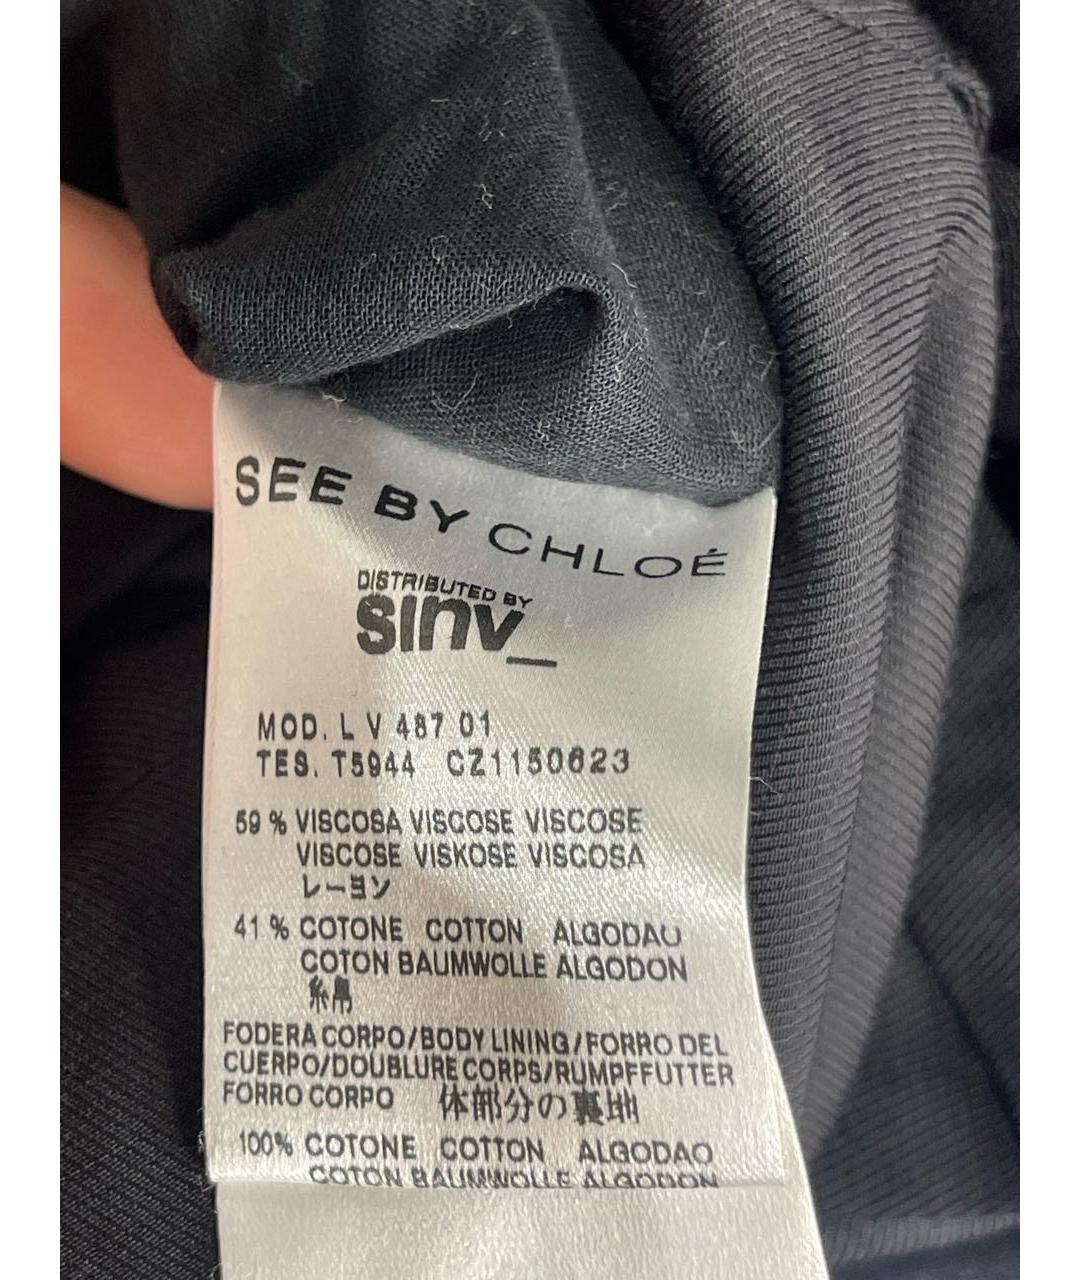 SEE BY CHLOÉ
DISTRIBUTED BY
sinv_
MOD. L V 487 01
TES. T5944 CZ1150623
59 % VISCOSA VISCOSE VISCOSE
VISCOSE VISKOSE VISCOSA
レーヨン
41 % COTONE COTTON ALGODAO
COTON BAUMWOLLE ALGODON
糸帛
FODERA CORPO/BODY LINING/FORRO DEL
CUERPO/DOUBLURE CORPS/RUMPFFUTTER
FORRO CORPO 体部分の裏地
100% COTONE COTTON ALGODAO
COTON BAUMWOLLE ALGODON